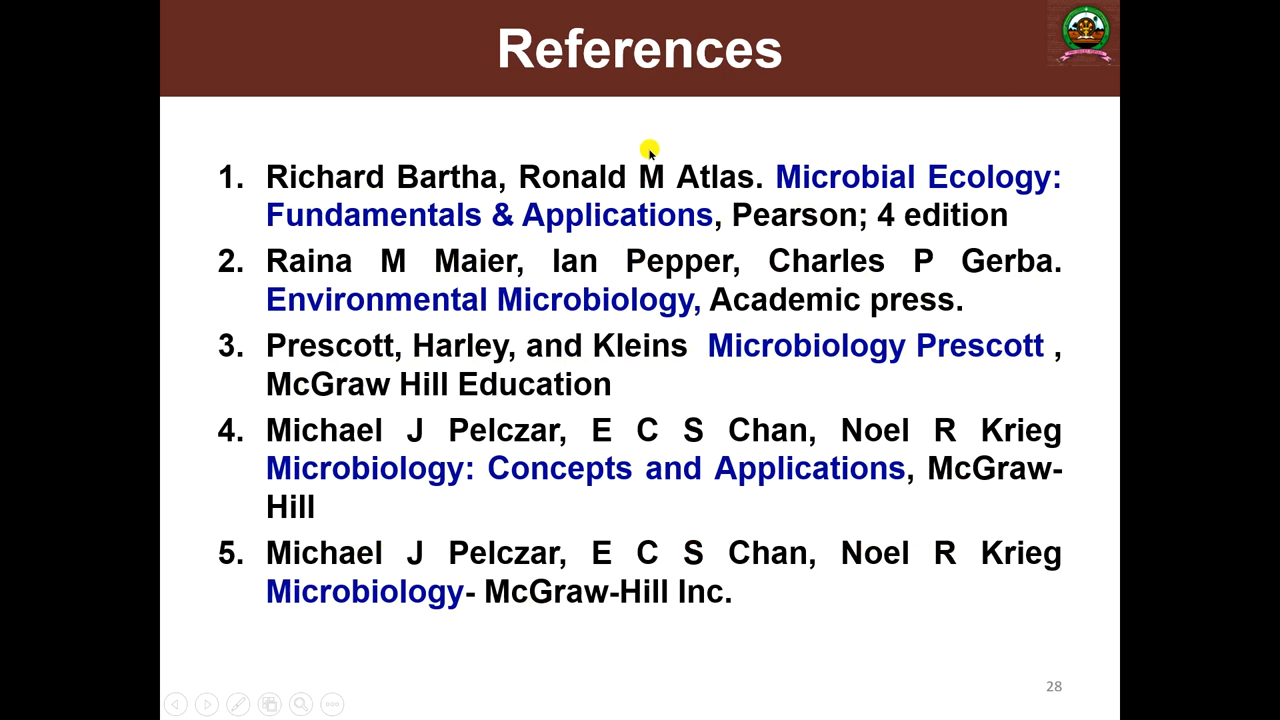 References
1. Richard Bartha, Ronald M Atlas. Microbial Ecology:
Fundamentals & Applications, Pearson; 4 edition
2. Raina M Maier, Ian Pepper, Charles P Gerba.
Environmental Microbiology, Academic press.
3. Prescott, Harley, and Kleins Microbiology Prescott ,
McGraw Hill Education
4. Michael J Pelczar, E C S Chan, Noel R Krieg
Microbiology: Concepts and Applications, McGraw-
Hill
5. Michael J Pelczar, E C S Chan, Noel R Krieg
Microbiology- McGraw-Hill Inc.
28